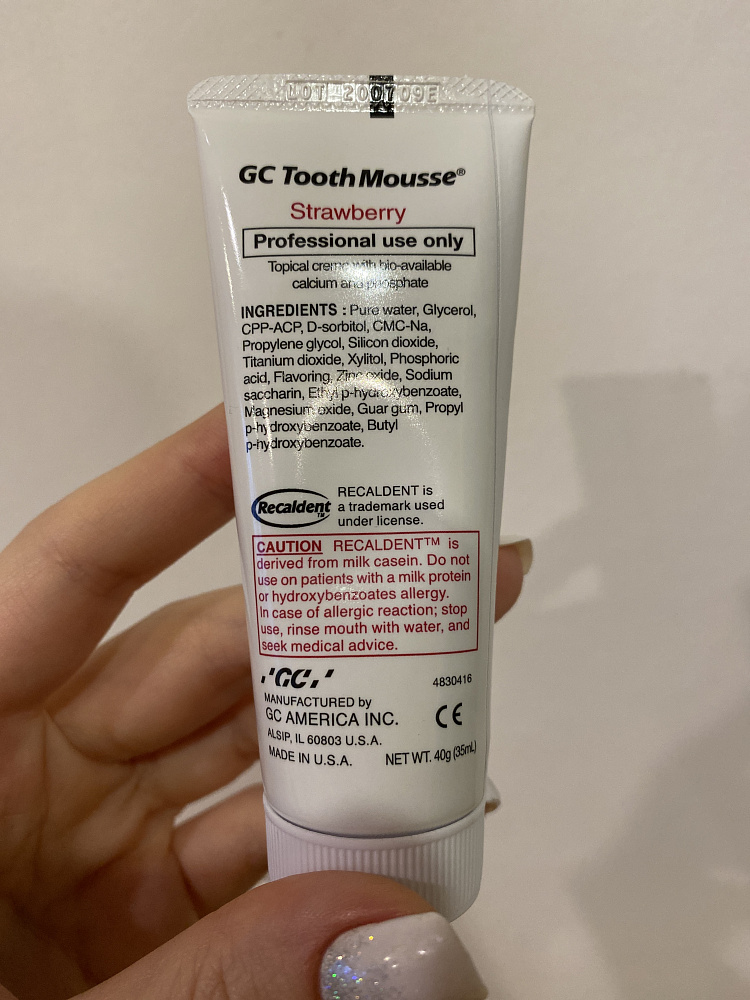 LOT 200709E
GC Tooth Mousse®
Strawberry
Professional use only
Topical creme with bio-available
calcium and phosphate
INGREDIENTS : Pure water, Glycerol,
CPP-ACP, D-sorbitol, CMC-Na,
Propylene glycol, Silicon dioxide,
Titanium dioxide, Xylitol, Phosphoric
acid, Flavoring, Zinc oxide, Sodium
saccharin, Ethyl p-hydroxybenzoate,
Magnesium oxide, Guar gum, Propyl
p-hydroxybenzoate, Butyl
p-hydroxybenzoate.
Recaldent™
RECALDENT is
a trademark used
under license.
CAUTION RECALDENT™ is
derived from milk casein. Do not
use on patients with a milk protein
or hydroxybenzoates allergy.
In case of allergic reaction; stop
use, rinse mouth with water, and
seek medical advice.
'GC,'
4830416
MANUFACTURED by
GC AMERICA INC.
CE
ALSIP, IL 60803 U.S.A.
MADE IN U.S.A. NET WT. 40g (35mL)